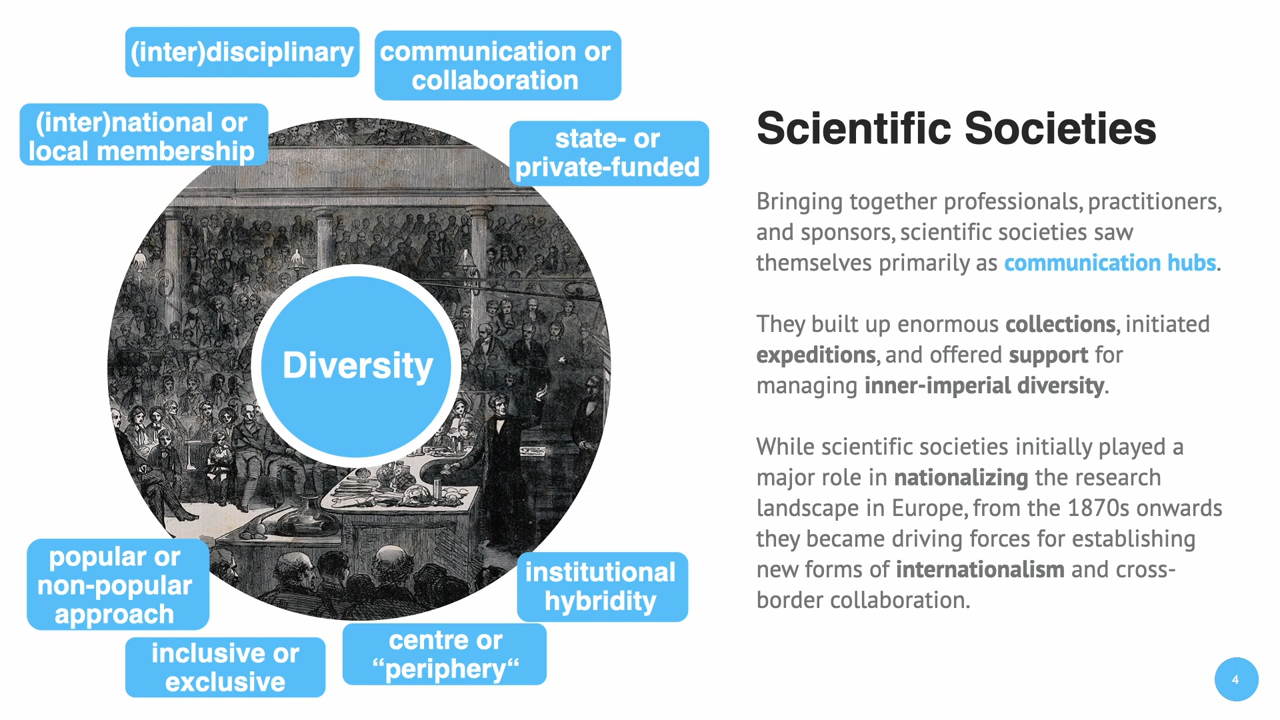 (inter)disciplinary
communication or
collaboration
(inter)national or
local membership
state- or
private-funded
Diversity
popular or
non-popular
approach
institutional
hybridity
inclusive or
exclusive
centre or
“periphery“
Scientific Societies
Bringing together professionals, practitioners,
and sponsors, scientific societies saw
themselves primarily as communication hubs.
They built up enormous collections, initiated
expeditions, and offered support for
managing inner-imperial diversity.
While scientific societies initially played a
major role in nationalizing the research
landscape in Europe, from the 1870s onwards
they became driving forces for establishing
new forms of internationalism and cross-
border collaboration.
4